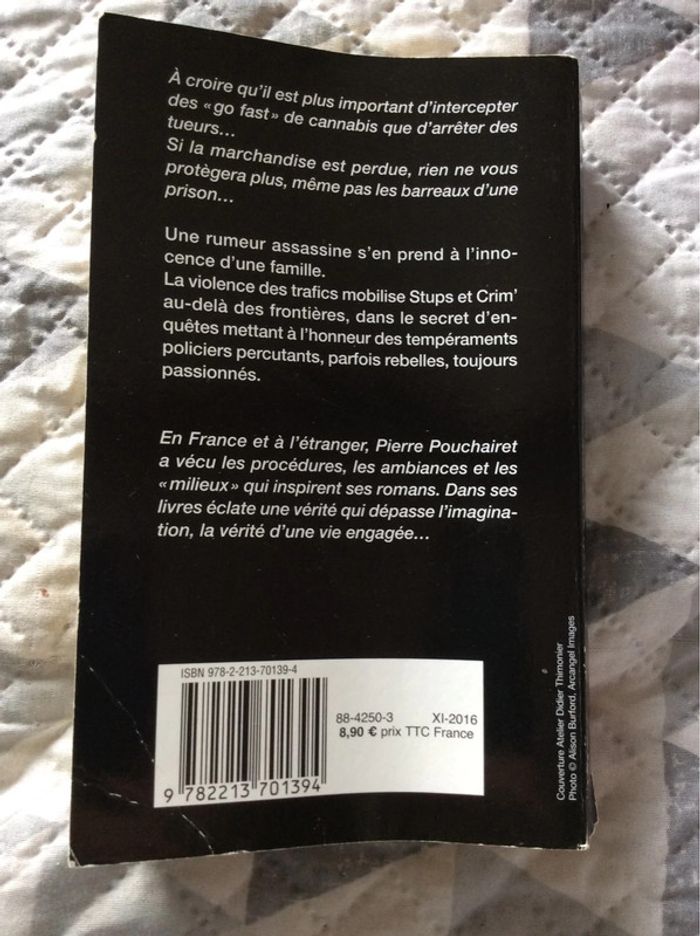 À croire qu'il est plus important d'intercepter
des «go fast» de cannabis que d'arrêter des
tueurs...
Si la marchandise est perdue, rien ne vous
protègera plus, même pas les barreaux d'une
prison...
Une rumeur assassine s'en prend à l'inno-
cence d'une famille.
La violence des trafics mobilise Stups et Crim'
au-delà des frontières, dans le secret d'en-
quêtes mettant à l'honneur des tempéraments
policiers percutants, parfois rebelles, toujours
passionnés.
En France et à l'étranger, Pierre Pouchairet
a vécu les procédures, les ambiances et les
«milieux» qui inspirent ses romans. Dans ses
livres éclate une vérité qui dépasse l'imagina-
tion, la vérité d'une vie engagée...
ISBN 978-2-213-70139-4
88-4250-3 XI-2016
8,90 € prix TTC France
9 782213 701394
Couverture Atelier Didier Thimonier
Photo © Alison Burford, Arcangel Images